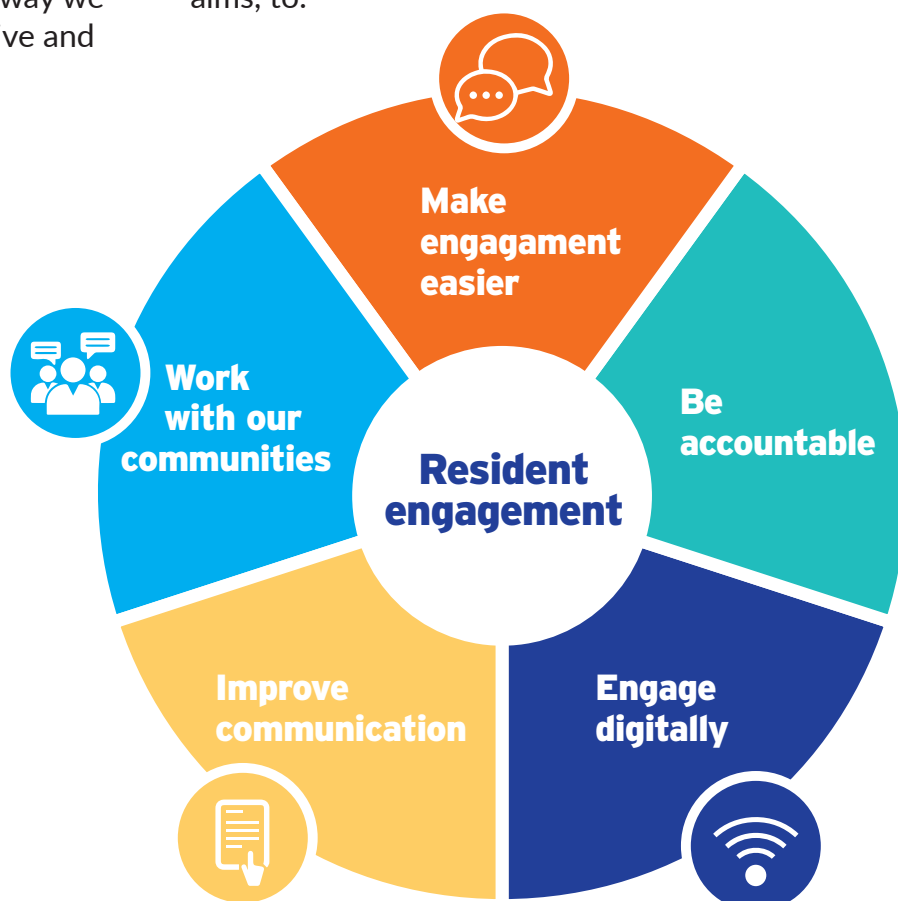 way we
ve and
aims, to:
Make
engagament
easier
Be
accountable
Work
with our
communities
Resident
engagement
Improve
communication
Engage
digitally